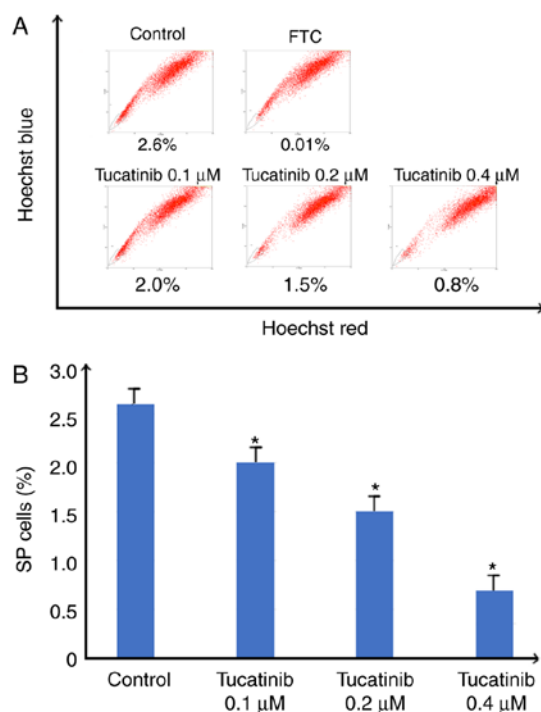 A
Control FTC
Hoechst blue
2.6% 0.01%
Tucatinib 0.1 μM Tucatinib 0.2 μM Tucatinib 0.4 μM
2.0% 1.5% 0.8%
Hoechst red
B
SP cells (%)
3.0
2.5
2.0
1.5
1.0
0.5
0
* * *
Control Tucatinib Tucatinib Tucatinib
0.1 μM 0.2 μM 0.4 μM